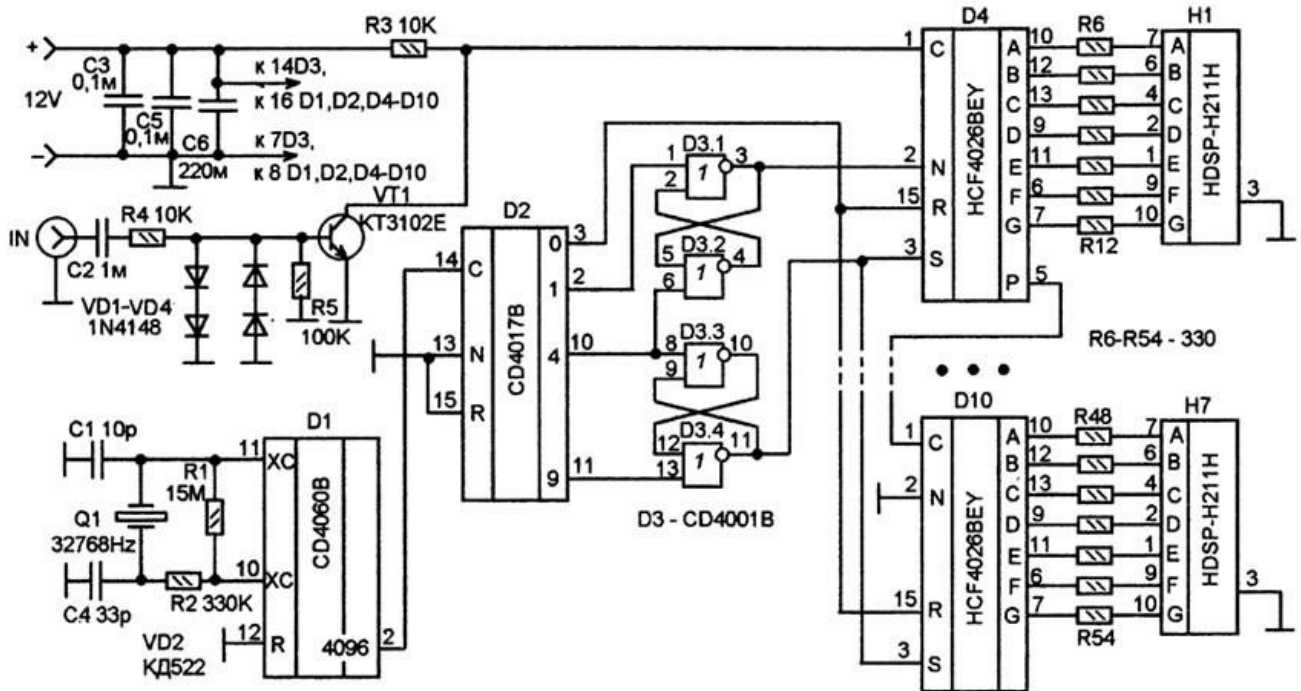 R3 10K
+
C3
0,1м
12V
C5
0,1м
C6
220м
–
к 14D3,
к 16 D1,D2,D4-D10
к 7D3,
к 8 D1,D2,D4-D10
VT1
КТ3102Е
IN
C2 1м
R4 10K
VD1-VD4
1N4148
R5
100K
C1 10p
Q1
32768Hz
C4 33p
R1
15M
R2 330K
VD2
КД522
D1
CD4060B
11 XC
10 XC
12 R
4096 2
D2
CD4017B
14 C
13 N
15 R
0 3
1 2
4 10
9 11
D3.1
1 2 1 3
D3.2
5 6 1 4
D3.3
8 9 1 10
D3.4
12 13 1 11
D3 - CD4001B
D4
HCF4026BEY
1 C
2 N
15 R
3 S
A 10
B 12
C 13
D 9
E 11
F 6
G 7
P 5
R6
R12
H1
HDSP-H211H
7 A
6 B
4 C
2 D
1 E
9 F
10 G
3
R6-R54 - 330
D10
HCF4026BEY
1 C
2 N
15 R
3 S
A 10
B 12
C 13
D 9
E 11
F 6
G 7
R48
R54
H7
HDSP-H211H
7 A
6 B
4 C
2 D
1 E
9 F
10 G
3